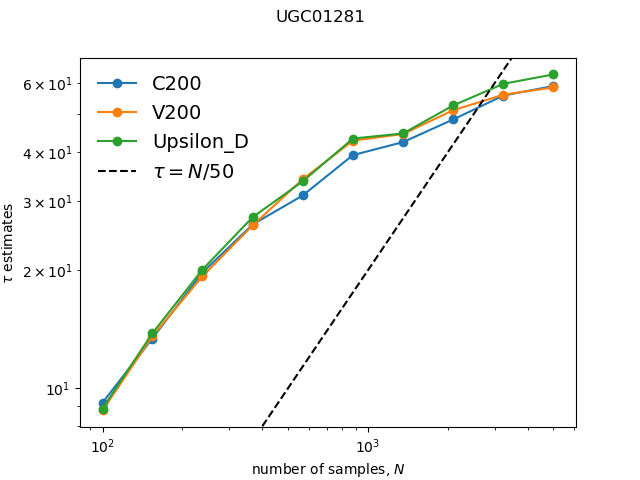 UGC01281
C200
V200
Upsilon_D
τ = N/50
6 × 10¹
4 × 10¹
3 × 10¹
2 × 10¹
10¹
τ estimates
10²
10³
number of samples, N